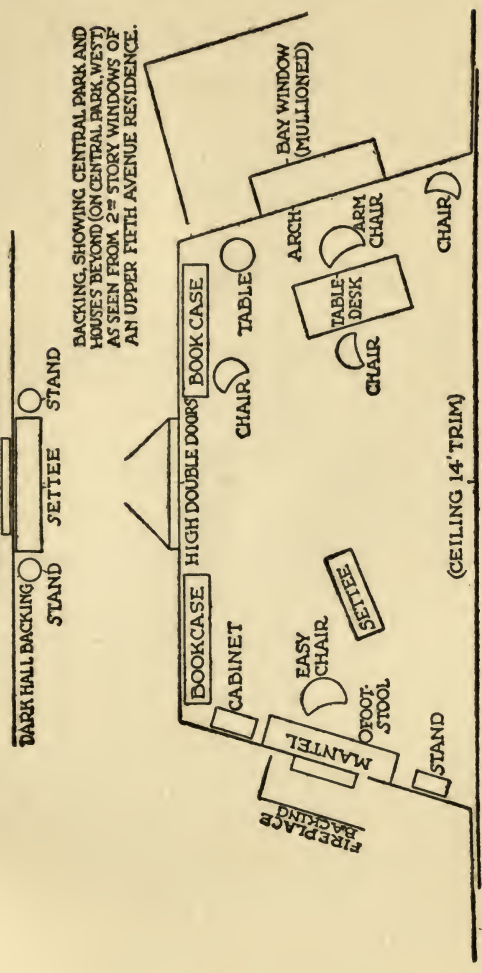 BACKING, SHOWING CENTRAL PARK AND
HOUSES BEYOND (ON CENTRAL PARK, WEST)
AS SEEN FROM 2ND STORY WINDOWS OF
AN UPPER FIFTH AVENUE RESIDENCE.
DARK HALL BACKING
STAND
SETTEE
STAND
BOOKCASE
HIGH DOUBLE DOORS
BOOK CASE
CABINET
CHAIR
TABLE
ARCH
BAY WINDOW
(MULLIONED)
EASY
CHAIR
MANTEL
FIREPLACE
BACKING
FOOT-
STOOL
SETTEE
CHAIR
TABLE-
DESK
ARM
CHAIR
STAND
CHAIR
(CEILING 14' TRIM)